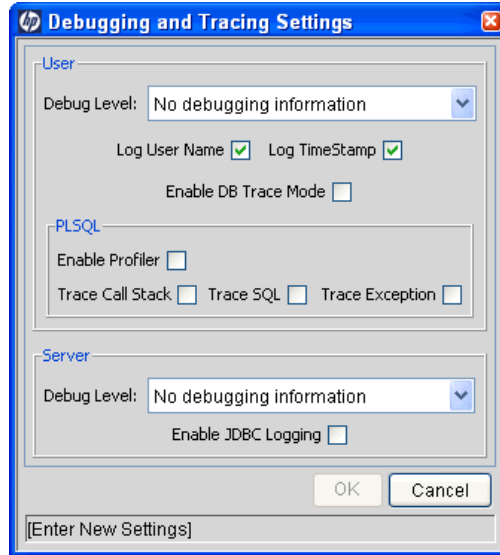 hp Debugging and Tracing Settings
User
Debug Level: No debugging information
Log User Name Log TimeStamp
Enable DB Trace Mode
PLSQL
Enable Profiler
Trace Call Stack Trace SQL Trace Exception
Server
Debug Level: No debugging information
Enable JDBC Logging
OK Cancel
[Enter New Settings]